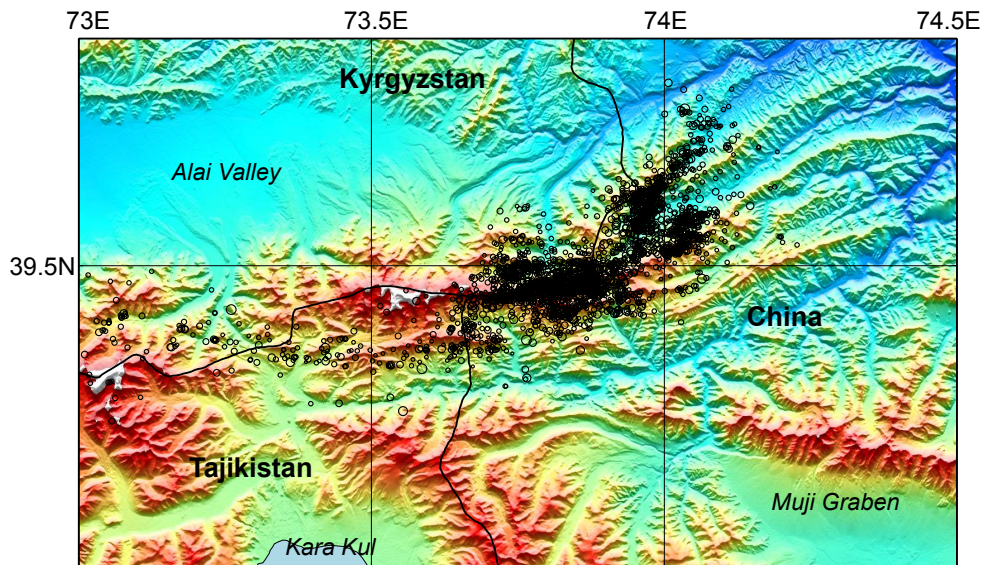 73E
73.5E
74E
74.5E
Kyrgyzstan
Alai Valley
39.5N
China
Tajikistan
Muji Graben
Kara Kul